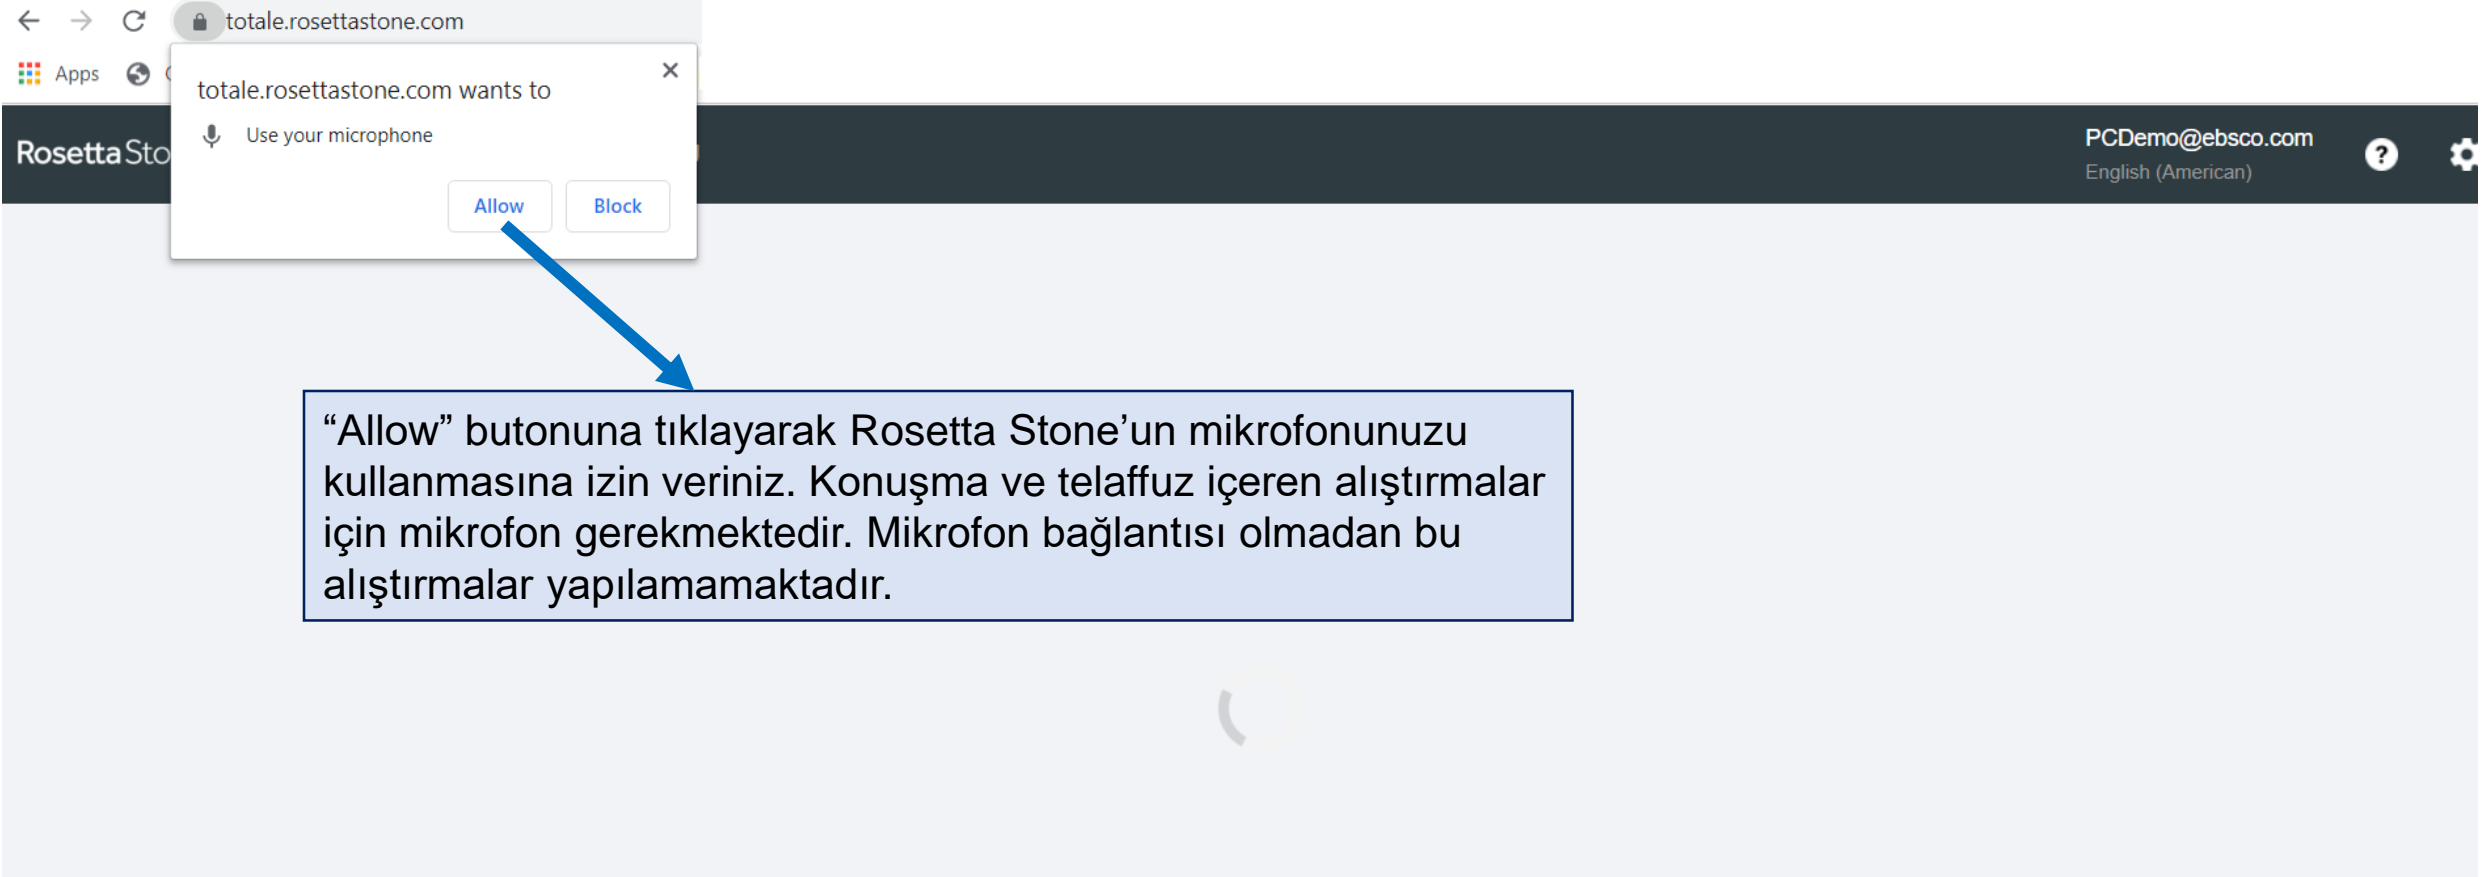 totale.rosettastone.com
Apps
totale.rosettastone.com wants to
Use your microphone
Allow Block
Rosetta Sto
PCDemo@ebsco.com
English (American)
“Allow” butonuna tıklayarak Rosetta Stone’un mikrofonunuzu
kullanmasına izin veriniz. Konuşma ve telaffuz içeren alıştırmalar
için mikrofon gerekmektedir. Mikrofon bağlantısı olmadan bu
alıştırmalar yapılamamaktadır.